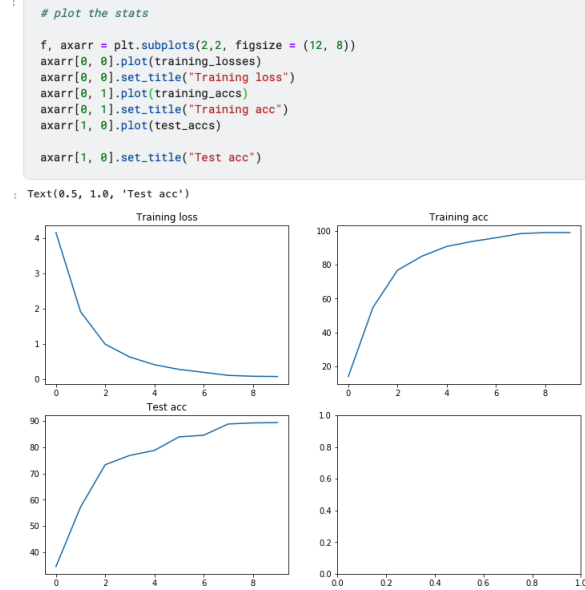 # plot the stats
f, axarr = plt.subplots(2,2, figsize = (12, 8))
axarr[0, 0].plot(training_losses)
axarr[0, 0].set_title("Training loss")
axarr[0, 1].plot(training_accs)
axarr[0, 1].set_title("Training acc")
axarr[1, 0].plot(test_accs)
axarr[1, 0].set_title("Test acc")
: Text(0.5, 1.0, 'Test acc')
Training loss
4
3
2
1
0
0 2 4 6 8
Training acc
100
80
60
40
20
0 2 4 6 8
Test acc
90
80
70
60
50
40
0 2 4 6 8
1.0
0.8
0.6
0.4
0.2
0.0
0.0 0.2 0.4 0.6 0.8 1.0